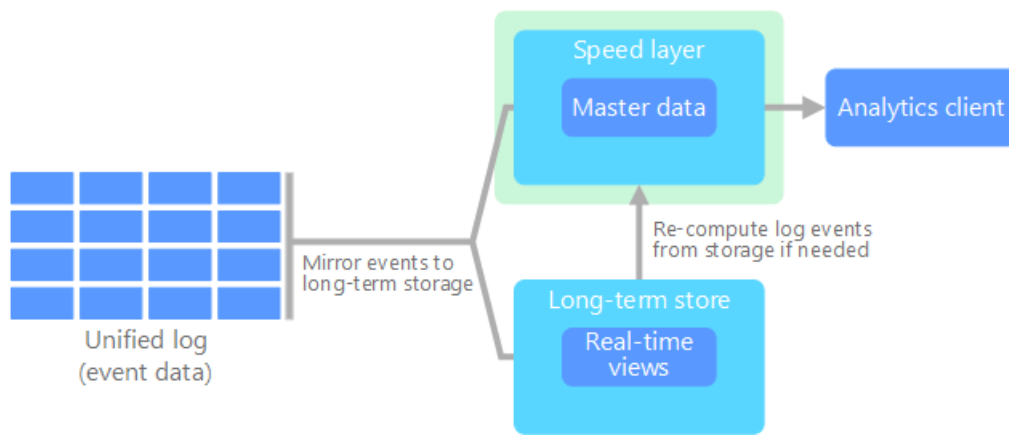 Speed layer
Master data
Analytics client
Re-compute log events
from storage if needed
Mirror events to
long-term storage
Long-term store
Real-time
views
Unified log
(event data)